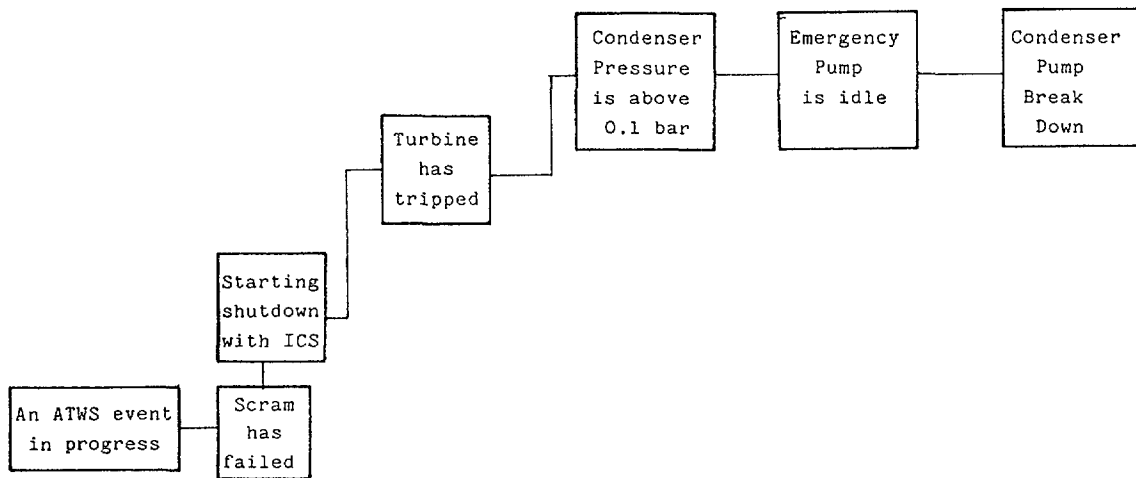 Condenser
Pressure
is above
0.1 bar
Emergency
Pump
is idle
Condenser
Pump
Break
Down
Turbine
has
tripped
Starting
shutdown
with ICS
An ATWS event
in progress
Scram
has
failed